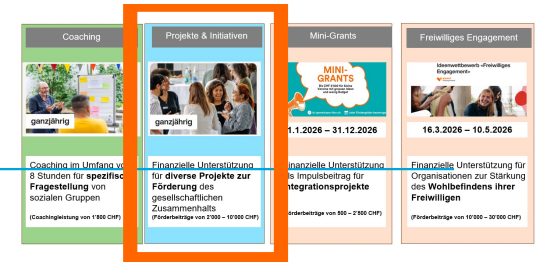 Coaching
ganzjährig
Coaching im Umfang
8 Stunden für
Fragestellung von
sozialen Gruppen
(Coachingleistung von 1'800 CHF)
Projekte & Initiativen
ganzjährig
Finanzielle Unterstützung
für diverse Projekte zur
Förderung des
gesellschaftlichen
Zusammenhalts
(Förderbeiträge von 2'000 – 10'000 CHF)
Mini-Grants
MINI-
GRANTS
.1.2026 – 31.12.2026
inanzielle Unterstützung
ls Impulsbeitrag für
ntegrationsprojekte
örderbeiträge von 500 – 2'500 CHF)
Freiwilliges Engagement
Ideenwettbewerb «Freiwilliges
Engagement»
16.3.2026 – 10.5.2026
Finanzielle Unterstützung für
Organisationen zur Stärkung
des Wohlbefindens ihrer
Freiwilligen
(Förderbeiträge von 10'000 – 30'000 CHF)